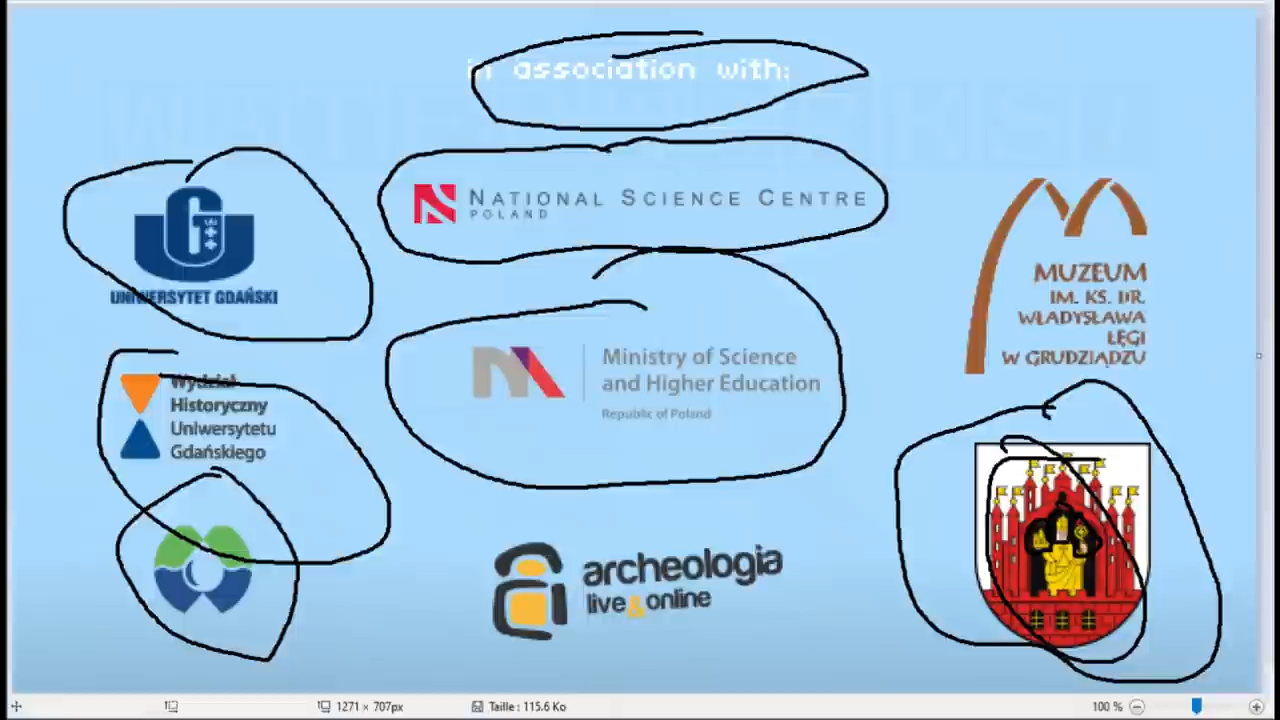 in association with:
UNIWERSYTET GDAŃSKI
NATIONAL SCIENCE CENTRE
POLAND
MUZEUM
IM. KS. DR.
WŁADYSŁAWA
ŁĘGI
W GRUDZIĄDZU
Ministry of Science
and Higher Education
Republic of Poland
Wydział
Historyczny
Uniwersytetu
Gdańskiego
archeologia
live&online
1271 × 707px
Taille : 115.6 Ko
100 %